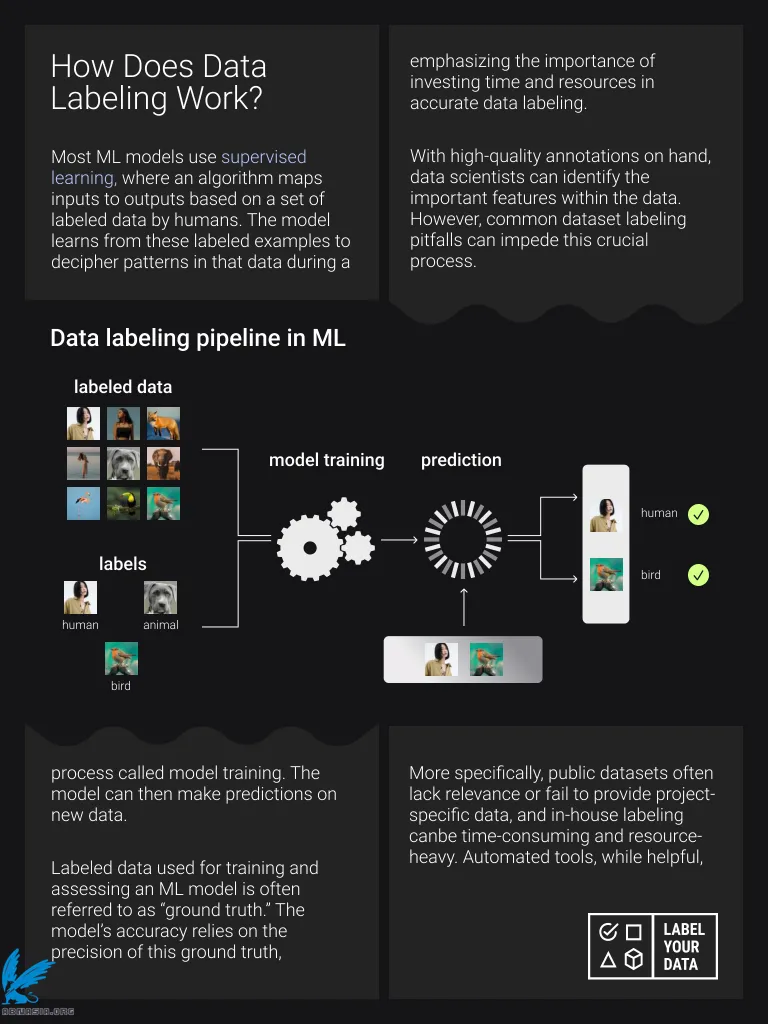 How Does Data
Labeling Work?
Most ML models use supervised
learning, where an algorithm maps
inputs to outputs based on a set of
labeled data by humans. The model
learns from these labeled examples to
decipher patterns in that data during a
emphasizing the importance of
investing time and resources in
accurate data labeling.
With high-quality annotations on hand,
data scientists can identify the
important features within the data.
However, common dataset labeling
pitfalls can impede this crucial
process.
Data labeling pipeline in ML
labeled data
model training
prediction
human
bird
labels
human
animal
bird
process called model training. The
model can then make predictions on
new data.
Labeled data used for training and
assessing an ML model is often
referred to as “ground truth.” The
model’s accuracy relies on the
precision of this ground truth,
More specifically, public datasets often
lack relevance or fail to provide project-
specific data, and in-house labeling
canbe time-consuming and resource-
heavy. Automated tools, while helpful,
LABEL
YOUR
DATA
ABNASIA.ORG